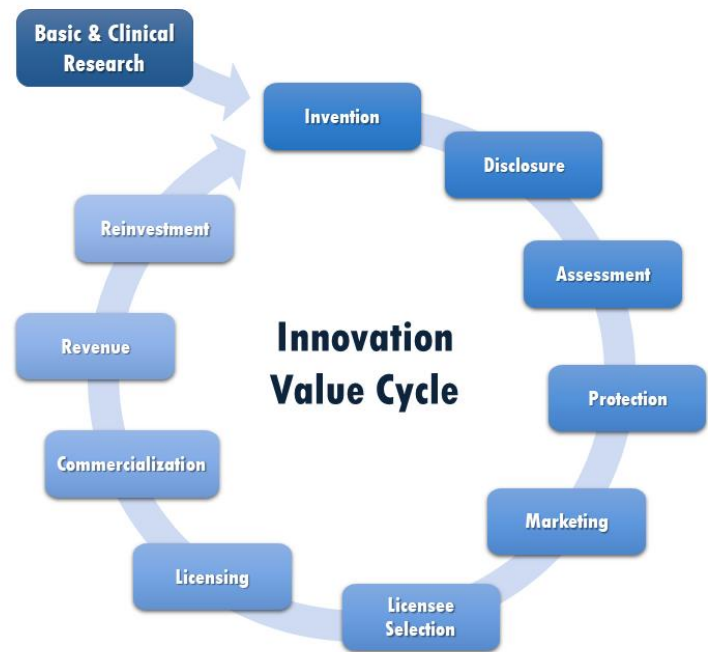 Basic & Clinical
Research
Invention
Disclosure
Assessment
Protection
Marketing
Licensee
Selection
Licensing
Commercialization
Revenue
Reinvestment
Innovation
Value Cycle